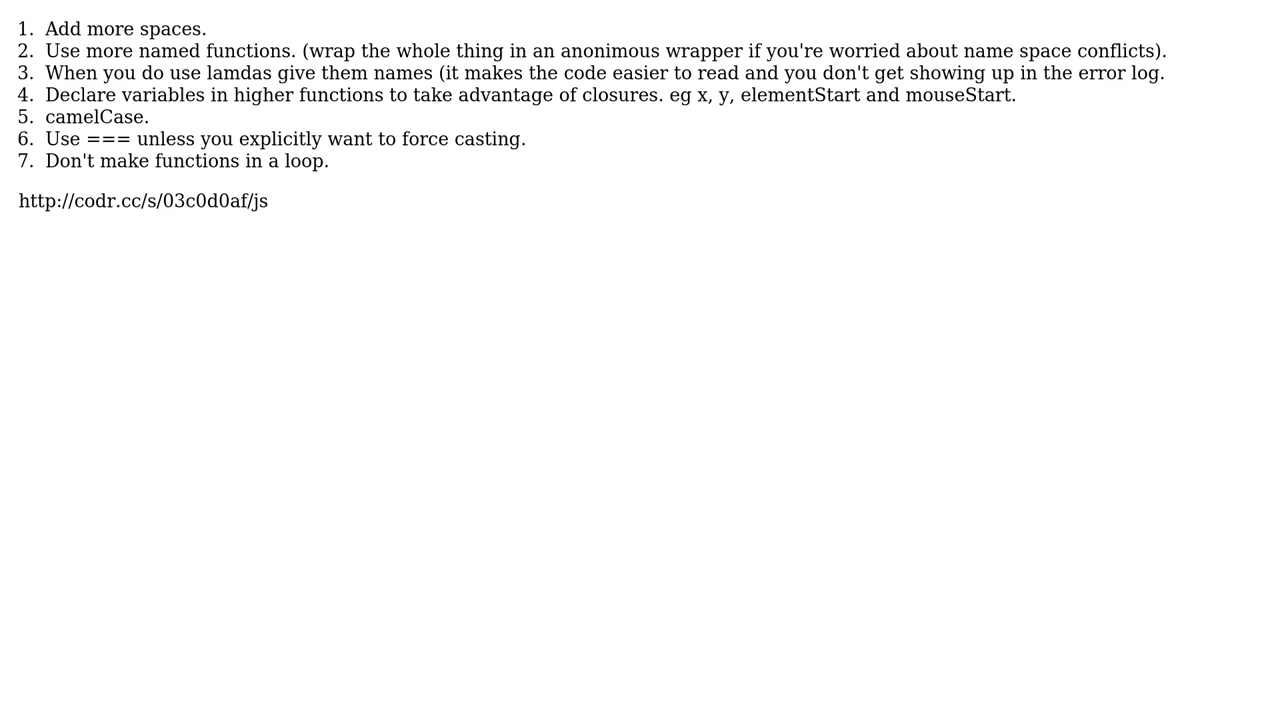 1. Add more spaces.
2. Use more named functions. (wrap the whole thing in an anonimous wrapper if you're worried about name space conflicts).
3. When you do use lamdas give them names (it makes the code easier to read and you don't get showing up in the error log.
4. Declare variables in higher functions to take advantage of closures. eg x, y, elementStart and mouseStart.
5. camelCase.
6. Use === unless you explicitly want to force casting.
7. Don't make functions in a loop.
http://codr.cc/s/03c0d0af/js